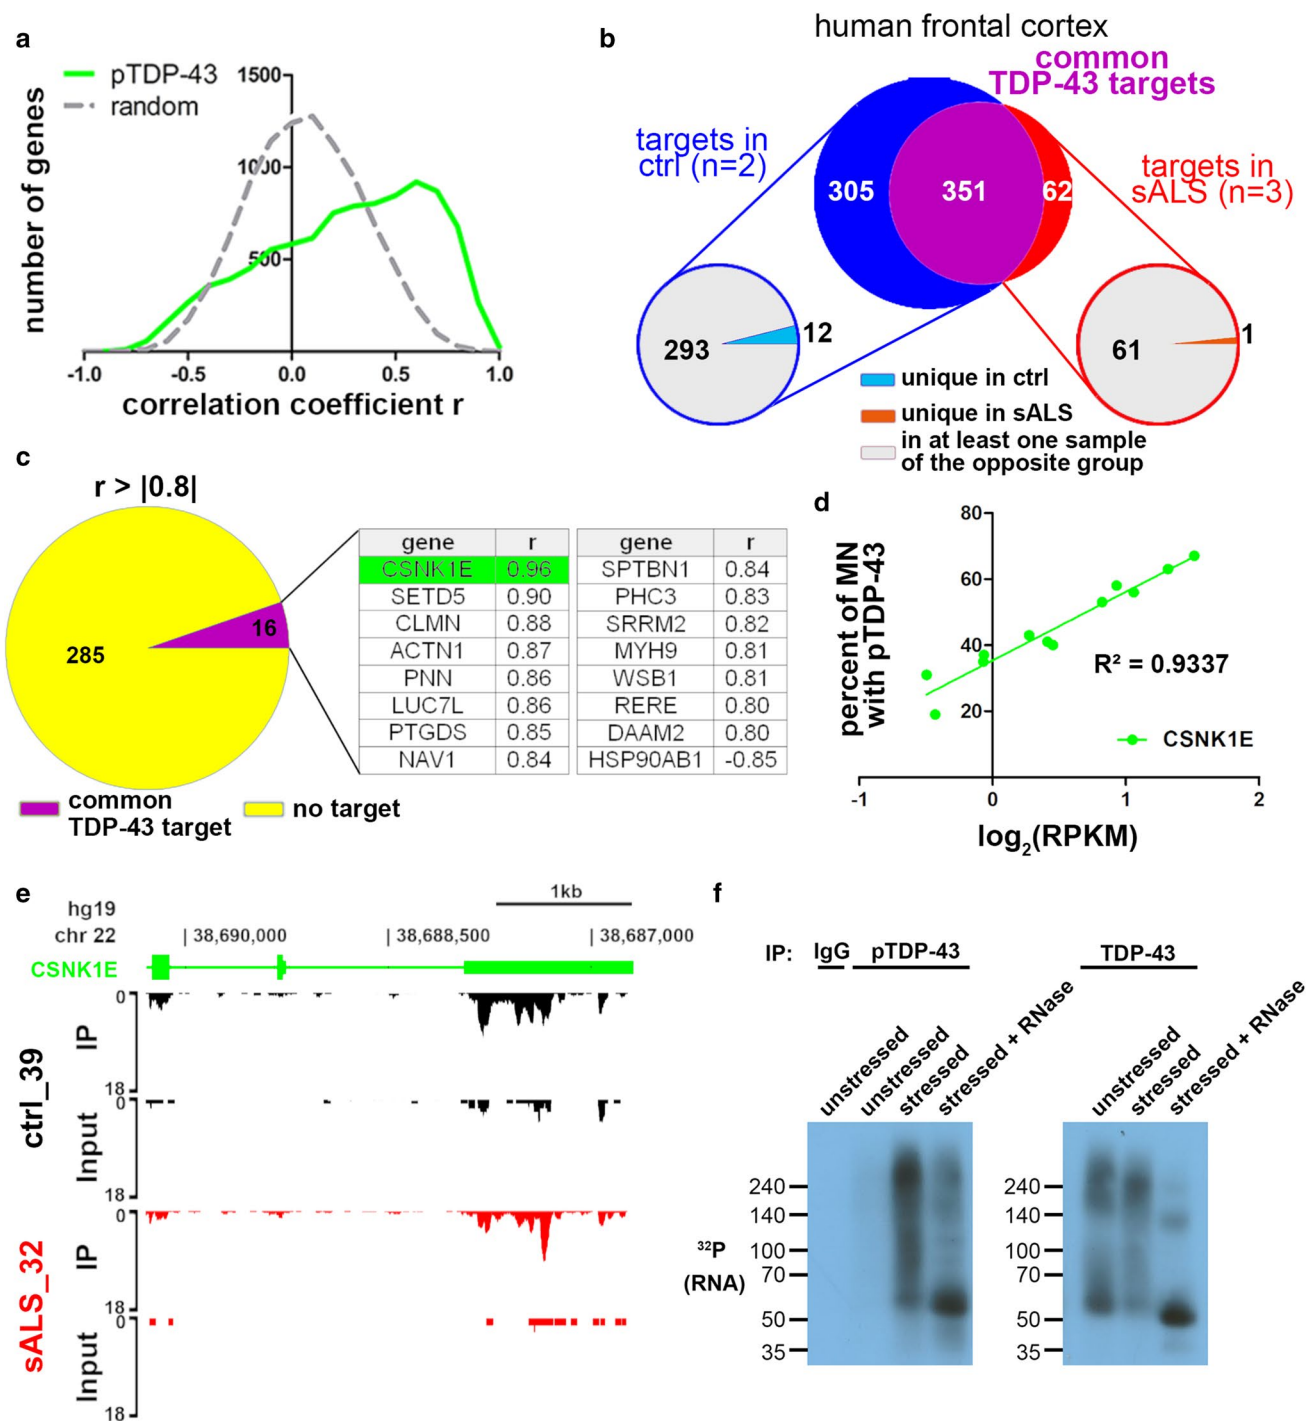 a
pTDP-43
random
number of genes
1500
1000
500
-1.0
-0.5
0.0
0.5
1.0
correlation coefficient r
b
human frontal cortex
common
TDP-43 targets
targets in
ctrl (n=2)
targets in
sALS (n=3)
305
351
62
293
12
61
1
unique in ctrl
unique in sALS
in at least one sample
of the opposite group
c
r > |0.8|
285
16
common
TDP-43 target
no target
gene r gene r
CSNK1E 0.96 SPTBN1 0.84
SETD5 0.90 PHC3 0.83
CLMN 0.88 SRRM2 0.82
ACTN1 0.87 MYH9 0.81
PNN 0.86 WSB1 0.81
LUC7L 0.86 RERE 0.80
PTGDS 0.85 DAAM2 0.80
NAV1 0.84 HSP90AB1 -0.85
d
percent of MN
with pTDP-43
80
60
40
20
R² = 0.9337
CSNK1E
-1
0
1
2
log2(RPKM)
e
1kb
hg19
chr 22
| 38,690,000
| 38,688,500
| 38,687,000
CSNK1E
ctrl_39
IP
0
18
Input
0
18
sALS_32
IP
0
18
Input
0
18
f
IP:
IgG
pTDP-43
TDP-43
unstressed
unstressed
stressed
stressed + RNase
unstressed
stressed
stressed + RNase
32P
(RNA)
240
140
100
70
50
35
240
140
100
70
50
35